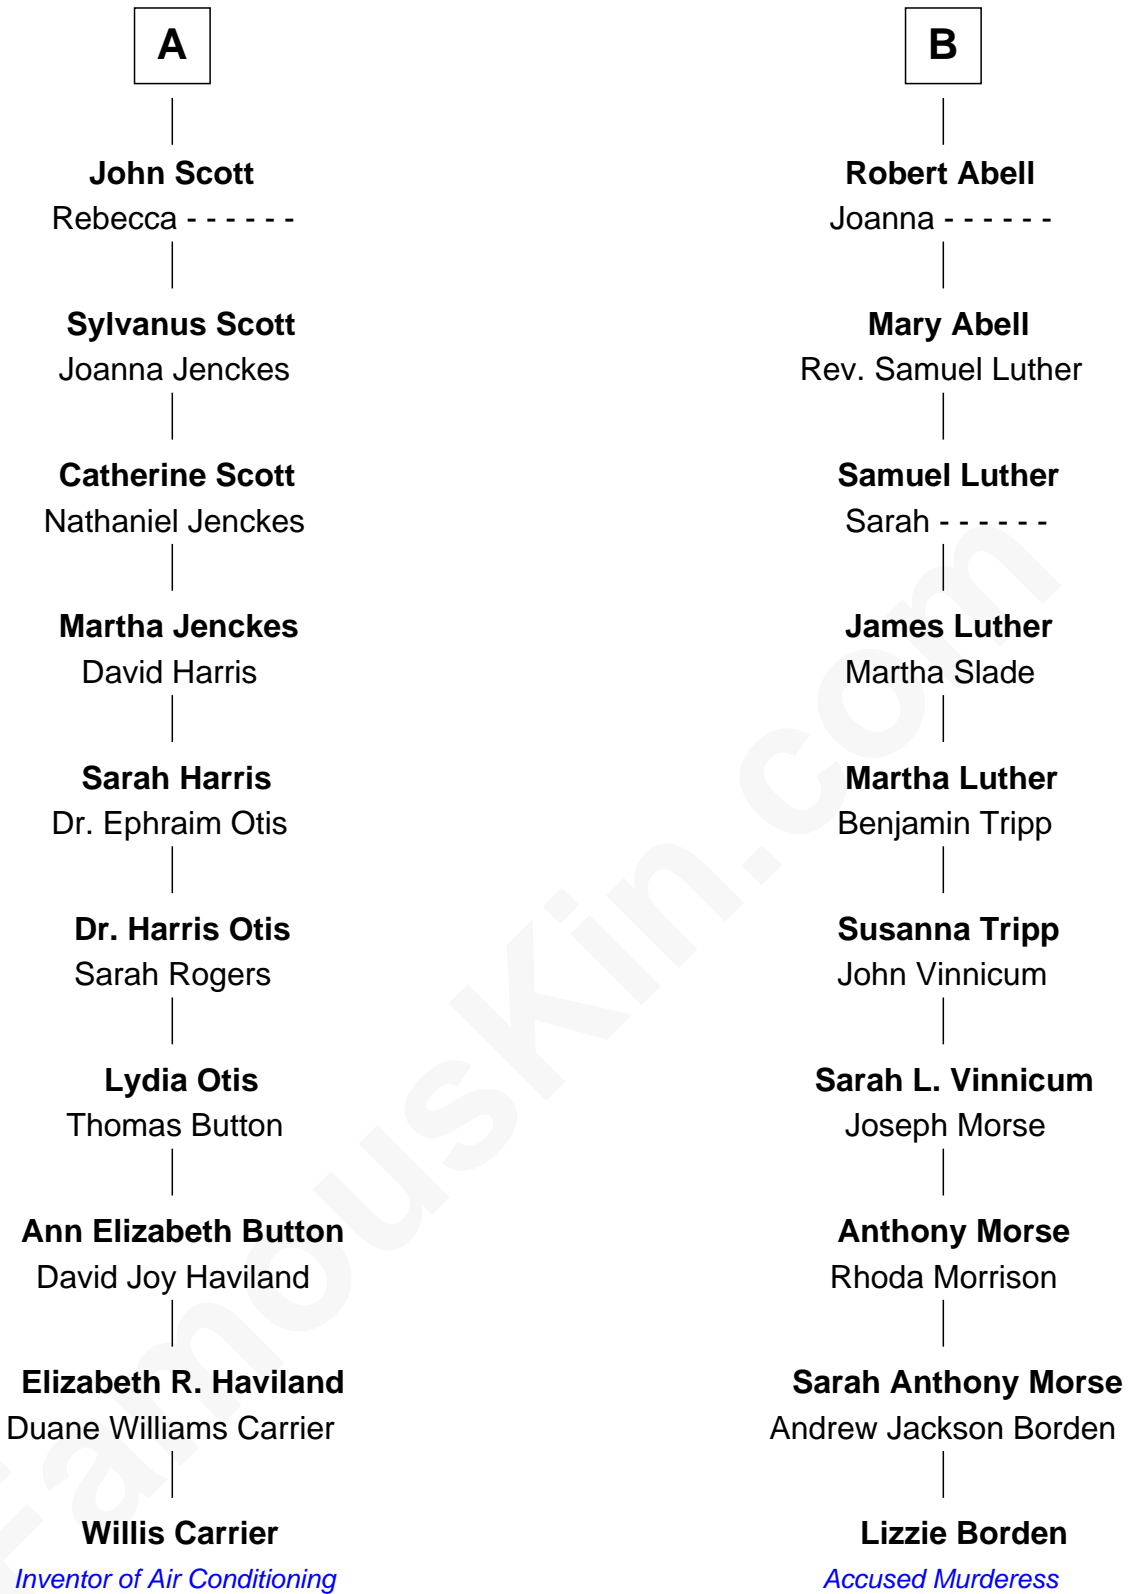 A
John Scott
Rebecca - - - - - -
Sylvanus Scott
Joanna Jenckes
Catherine Scott
Nathaniel Jenckes
Martha Jenckes
David Harris
Sarah Harris
Dr. Ephraim Otis
Dr. Harris Otis
Sarah Rogers
Lydia Otis
Thomas Button
Ann Elizabeth Button
David Joy Haviland
Elizabeth R. Haviland
Duane Williams Carrier
Willis Carrier
Inventor of Air Conditioning
B
Robert Abell
Joanna - - - - - -
Mary Abell
Rev. Samuel Luther
Samuel Luther
Sarah - - - - - -
James Luther
Martha Slade
Martha Luther
Benjamin Tripp
Susanna Tripp
John Vinnicum
Sarah L. Vinnicum
Joseph Morse
Anthony Morse
Rhoda Morrison
Sarah Anthony Morse
Andrew Jackson Borden
Lizzie Borden
Accused Murderess
FamousKin.com